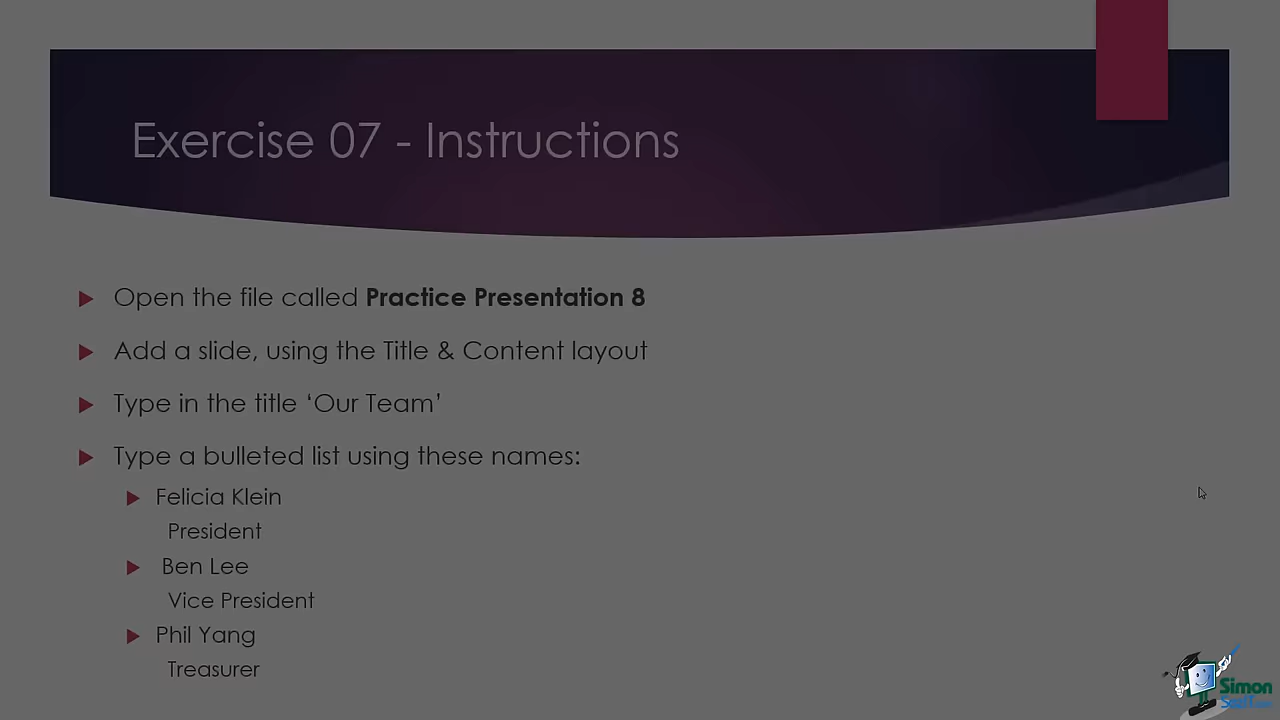 Exercise 07 - Instructions
Open the file called Practice Presentation 8
Add a slide, using the Title & Content layout
Type in the title ‘Our Team’
Type a bulleted list using these names:
Felicia Klein
President
Ben Lee
Vice President
Phil Yang
Treasurer
Simon